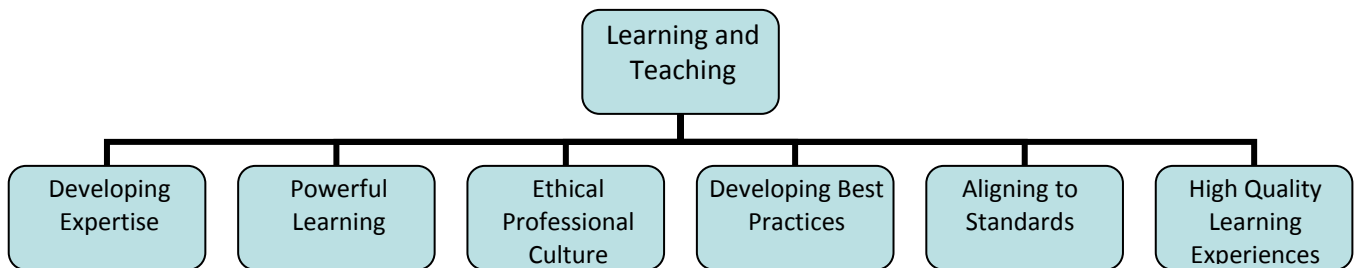 Learning and
Teaching
Developing
Expertise
Powerful
Learning
Ethical
Professional
Culture
Developing Best
Practices
Aligning to
Standards
High Quality
Learning
Experiences